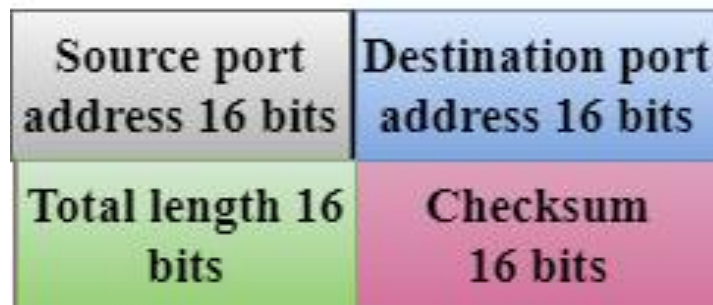 Source port
address 16 bits
Destination port
address 16 bits
Total length 16
bits
Checksum
16 bits